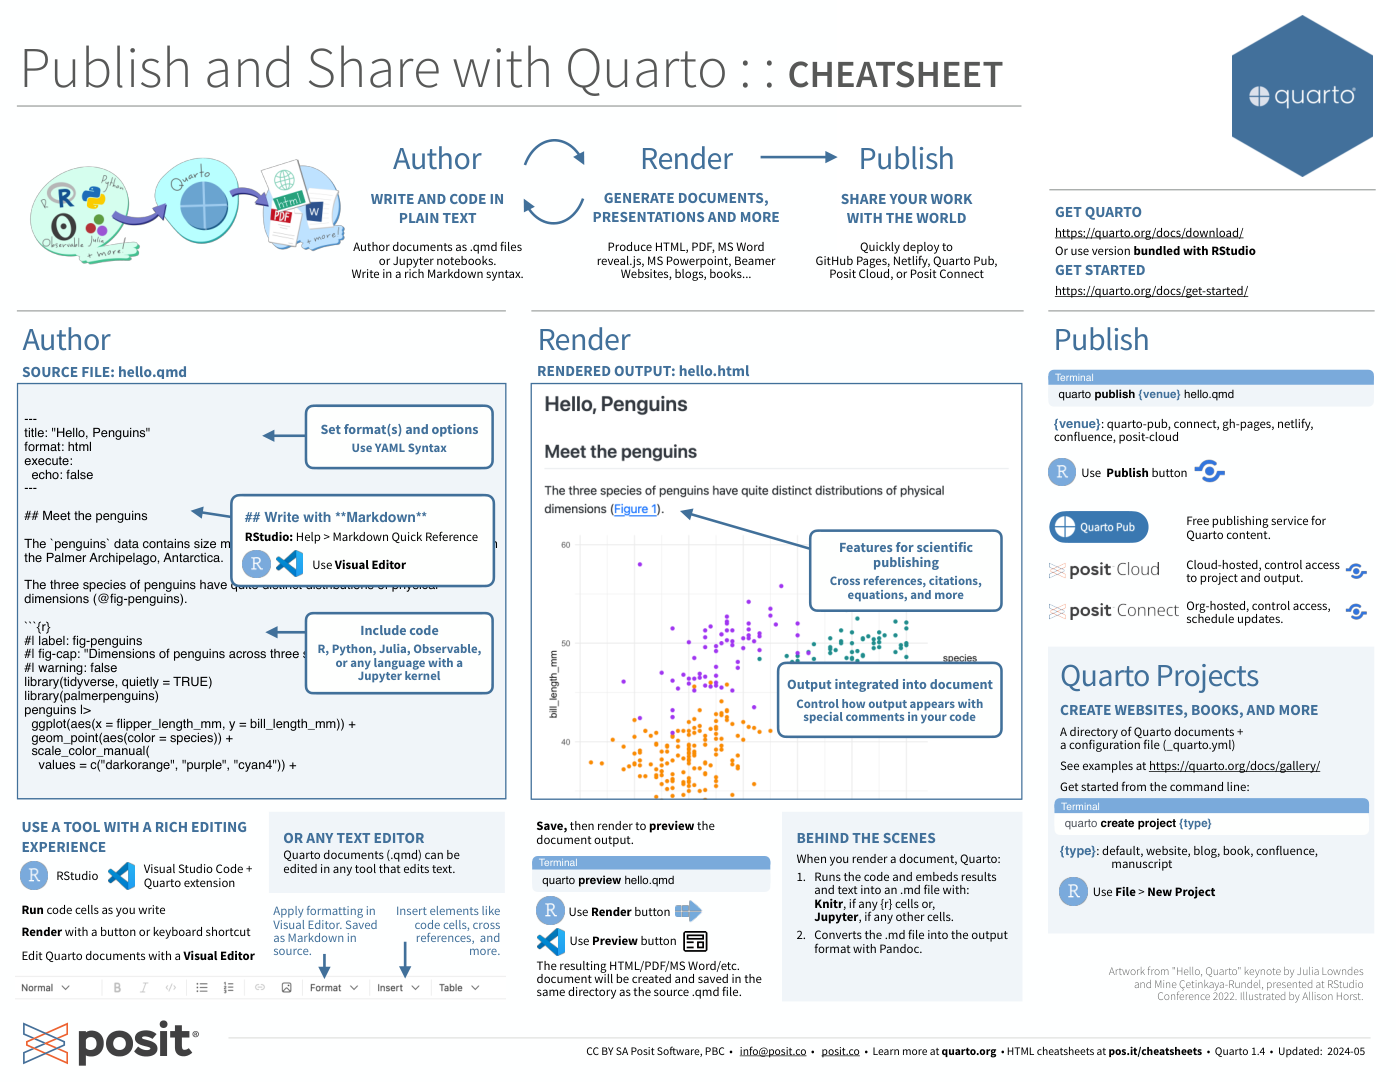 Publish and Share with Quarto : : CHEATSHEET
quarto
R
Python
R
Observable
Julia
+ more!
Quarto
html
PDF
W
+ more!
Author
WRITE AND CODE IN
PLAIN TEXT
Author documents as .qmd files
or Jupyter notebooks.
Write in a rich Markdown syntax.
Render
GENERATE DOCUMENTS,
PRESENTATIONS AND MORE
Produce HTML, PDF, MS Word
reveal.js, MS Powerpoint, Beamer
Websites, blogs, books...
Publish
SHARE YOUR WORK
WITH THE WORLD
Quickly deploy to
GitHub Pages, Netlify, Quarto Pub,
Posit Cloud, or Posit Connect
GET QUARTO
https://quarto.org/docs/download/
Or use version bundled with RStudio
GET STARTED
https://quarto.org/docs/get-started/
Author
SOURCE FILE: hello.qmd
---
title: "Hello, Penguins"
format: html
execute:
  echo: false
---
Set format(s) and options
Use YAML Syntax
## Meet the penguins
## Write with **Markdown**
RStudio: Help > Markdown Quick Reference
R
Use Visual Editor
The `penguins` data contains size m
the Palmer Archipelago, Antarctica.
The three species of penguins have quite distinct distributions of physical
dimensions (@fig-penguins).
```{r}
#| label: fig-penguins
#| fig-cap: "Dimensions of penguins across three s
#| warning: false
library(tidyverse, quietly = TRUE)
library(palmerpenguins)
penguins |>
  ggplot(aes(x = flipper_length_mm, y = bill_length_mm)) +
  geom_point(aes(color = species)) +
  scale_color_manual(
    values = c("darkorange", "purple", "cyan4")) +
Include code
R, Python, Julia, Observable,
or any language with a
Jupyter kernel
USE A TOOL WITH A RICH EDITING
EXPERIENCE
R
RStudio
Visual Studio Code +
Quarto extension
Run code cells as you write
Render with a button or keyboard shortcut
Edit Quarto documents with a Visual Editor
OR ANY TEXT EDITOR
Quarto documents (.qmd) can be
edited in any tool that edits text.
Apply formatting in
Visual Editor. Saved
as Markdown in
source.
Insert elements like
code cells, cross
references, and
more.
Normal
B
I
</>
Format
Insert
Table
Render
RENDERED OUTPUT: hello.html
Hello, Penguins
Meet the penguins
The three species of penguins have quite distinct distributions of physical
dimensions (Figure 1).
Features for scientific
publishing
Cross references, citations,
equations, and more
60
50
40
bill_length_mm
species
Output integrated into document
Control how output appears with
special comments in your code
Save, then render to preview the
document output.
Terminal
quarto preview hello.qmd
R
Use Render button
Use Preview button
The resulting HTML/PDF/MS Word/etc.
document will be created and saved in the
same directory as the source .qmd file.
BEHIND THE SCENES
When you render a document, Quarto:
1. Runs the code and embeds results
and text into an .md file with:
Knitr, if any {r} cells or,
Jupyter, if any other cells.
2. Converts the .md file into the output
format with Pandoc.
Publish
Terminal
quarto publish {venue} hello.qmd
{venue}: quarto-pub, connect, gh-pages, netlify,
confluence, posit-cloud
R
Use Publish button
Quarto Pub
Free publishing service for
Quarto content.
posit Cloud
Cloud-hosted, control access
to project and output.
posit Connect
Org-hosted, control access,
schedule updates.
Quarto Projects
CREATE WEBSITES, BOOKS, AND MORE
A directory of Quarto documents +
a configuration file (_quarto.yml)
See examples at https://quarto.org/docs/gallery/
Get started from the command line:
Terminal
quarto create project {type}
{type}: default, website, blog, book, confluence,
manuscript
R
Use File > New Project
Artwork from "Hello, Quarto" keynote by Julia Lowndes
and Mine Çetinkaya-Rundel, presented at RStudio
Conference 2022. Illustrated by Allison Horst.
posit®
CC BY SA Posit Software, PBC • info@posit.co • posit.co • Learn more at quarto.org • HTML cheatsheets at pos.it/cheatsheets • Quarto 1.4 • Updated: 2024-05